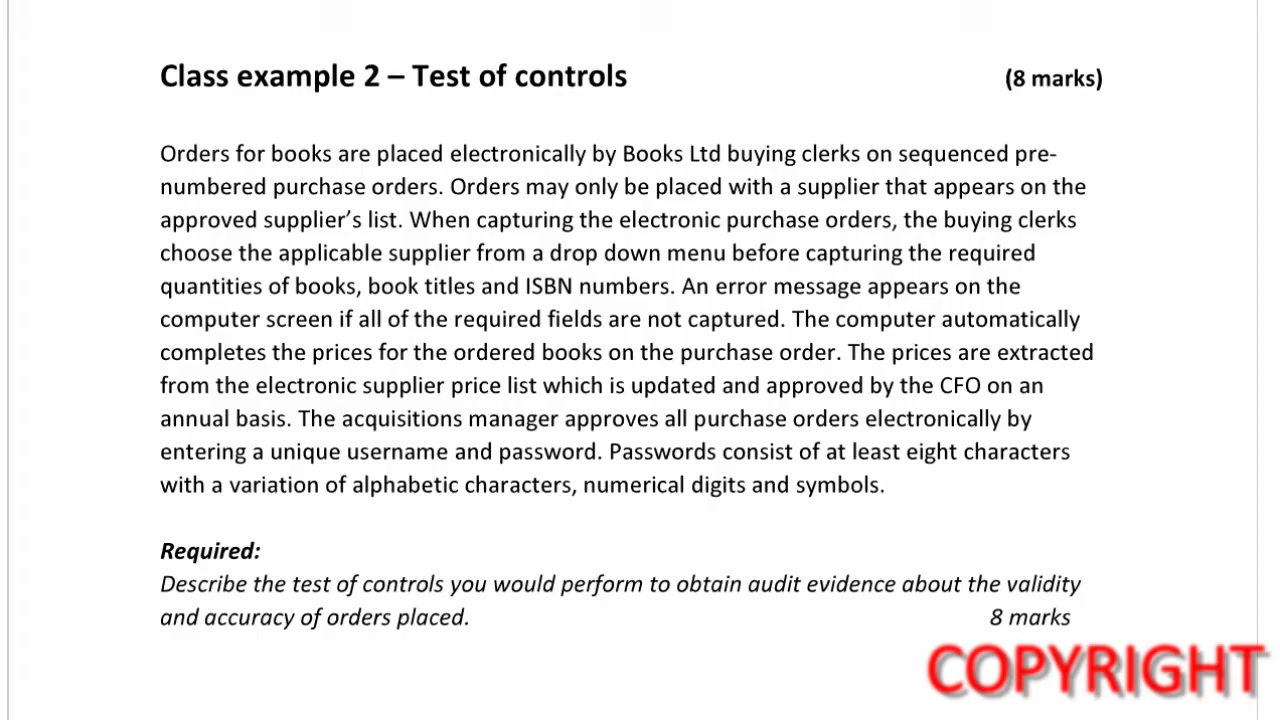 Class example 2 – Test of controls (8 marks)
Orders for books are placed electronically by Books Ltd buying clerks on sequenced pre-
numbered purchase orders. Orders may only be placed with a supplier that appears on the
approved supplier's list. When capturing the electronic purchase orders, the buying clerks
choose the applicable supplier from a drop down menu before capturing the required
quantities of books, book titles and ISBN numbers. An error message appears on the
computer screen if all of the required fields are not captured. The computer automatically
completes the prices for the ordered books on the purchase order. The prices are extracted
from the electronic supplier price list which is updated and approved by the CFO on an
annual basis. The acquisitions manager approves all purchase orders electronically by
entering a unique username and password. Passwords consist of at least eight characters
with a variation of alphabetic characters, numerical digits and symbols.
Required:
Describe the test of controls you would perform to obtain audit evidence about the validity
and accuracy of orders placed. 8 marks
COPYRIGHT